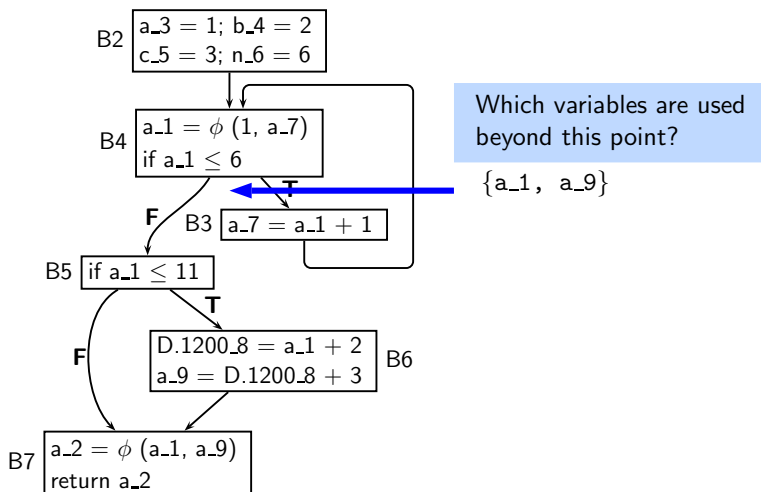 B2
a_3 = 1; b_4 = 2
c_5 = 3; n_6 = 6
B4
a_1 = ϕ (1, a_7)
if a_1 ≤ 6
Which variables are used
beyond this point?
{a_1, a_9}
T
F
B3
a_7 = a_1 + 1
B5
if a_1 ≤ 11
T
F
D.1200_8 = a_1 + 2
a_9 = D.1200_8 + 3
B6
B7
a_2 = ϕ (a_1, a_9)
return a_2